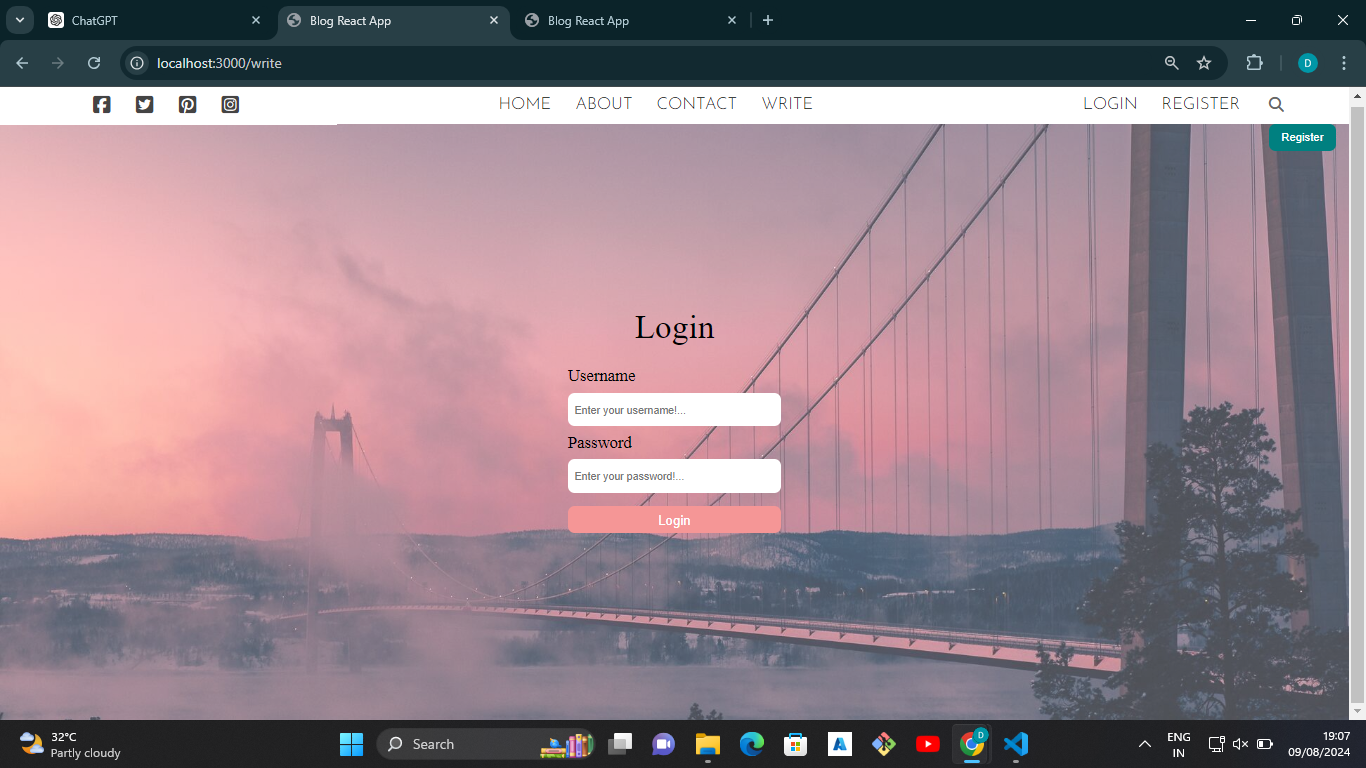 ChatGPT
Blog React App
Blog React App
localhost:3000/write
D
HOME ABOUT CONTACT WRITE
LOGIN REGISTER
Register
Login
Username
Enter your username!...
Password
Enter your password!...
Login
32°C
Partly cloudy
Search
D
ENG
IN
19:07
09/08/2024